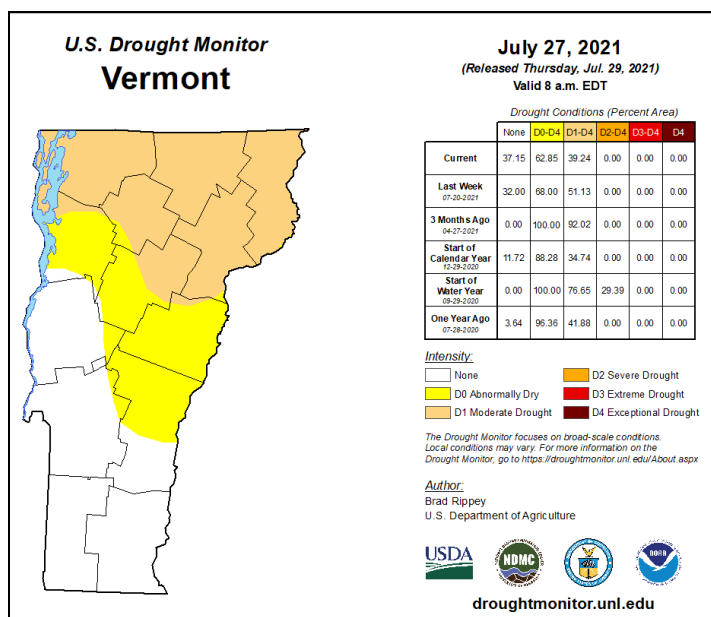 U.S. Drought Monitor
Vermont
July 27, 2021
(Released Thursday, Jul. 29, 2021)
Valid 8 a.m. EDT
Drought Conditions (Percent Area)
None D0-D4 D1-D4 D2-D4 D3-D4 D4
Current 37.15 62.85 39.24 0.00 0.00 0.00
Last Week 07-20-2021 32.00 68.00 51.13 0.00 0.00 0.00
3 Months Ago 04-27-2021 0.00 100.00 92.02 0.00 0.00 0.00
Start of Calendar Year 12-29-2020 11.72 88.28 34.74 0.00 0.00 0.00
Start of Water Year 09-29-2020 0.00 100.00 76.65 29.39 0.00 0.00
One Year Ago 07-28-2020 3.64 96.36 41.88 0.00 0.00 0.00
Intensity:
None
D0 Abnormally Dry
D1 Moderate Drought
D2 Severe Drought
D3 Extreme Drought
D4 Exceptional Drought
The Drought Monitor focuses on broad-scale conditions.
Local conditions may vary. For more information on the
Drought Monitor, go to https://droughtmonitor.unl.edu/About.aspx
Author:
Brad Rippey
U.S. Department of Agriculture
USDA
NDMC
NOAA
droughtmonitor.unl.edu